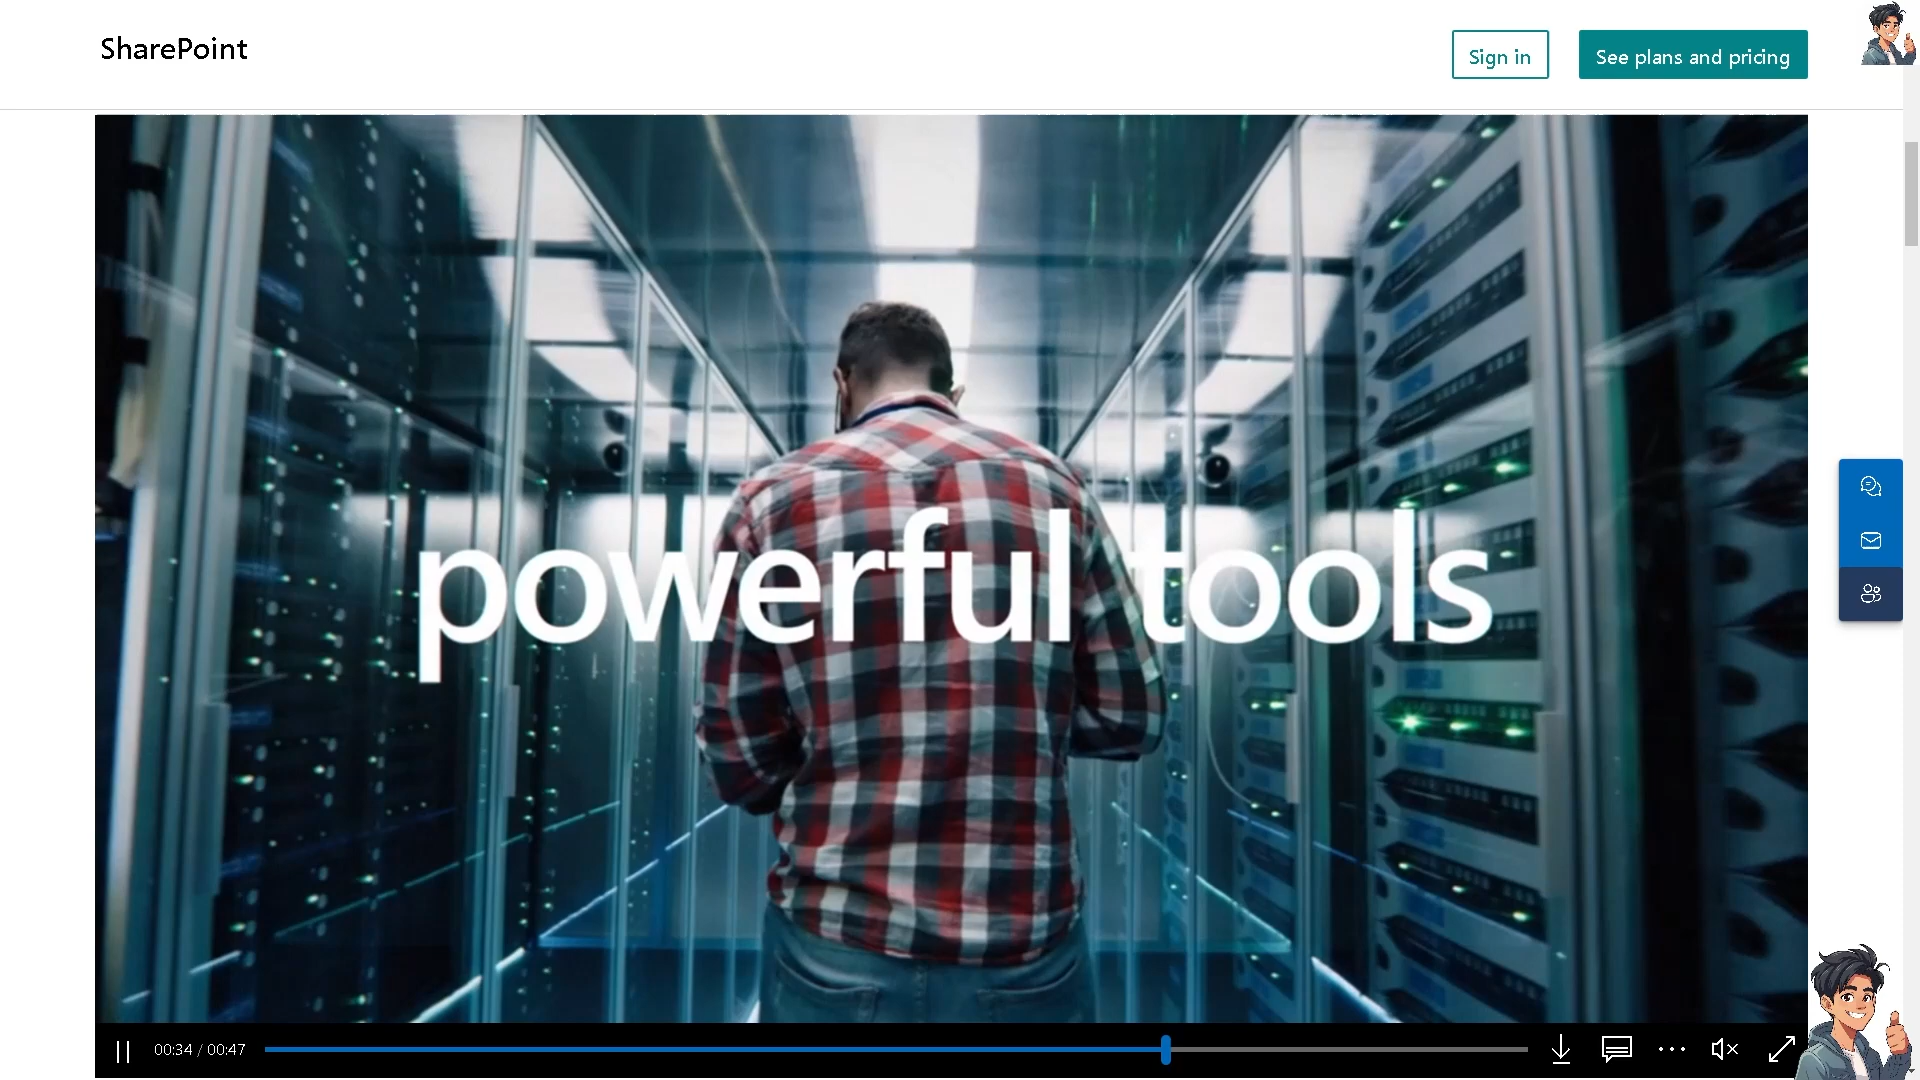 SharePoint
Sign in
See plans and pricing
powerful tools
00:34 / 00:47